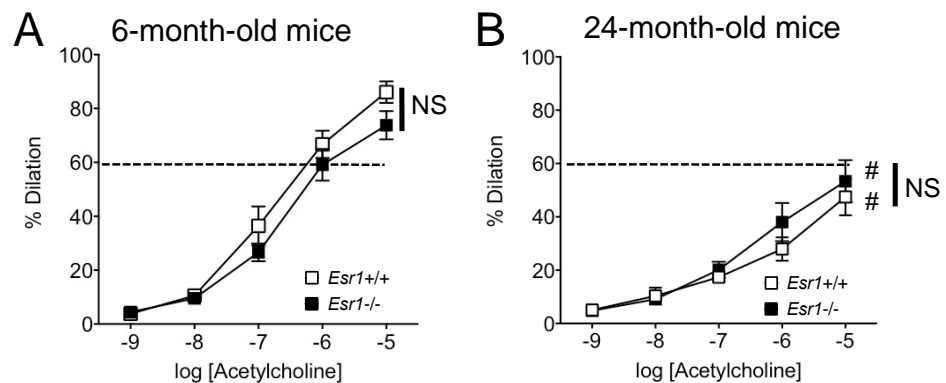 A
6-month-old mice
100
80
60
40
20
0
% Dilation
-9
-8
-7
-6
-5
log [Acetylcholine]
Esr1+/+
Esr1-/-
NS
B
24-month-old mice
100
80
60
40
20
0
% Dilation
-9
-8
-7
-6
-5
log [Acetylcholine]
Esr1+/+
Esr1-/-
#
#
NS